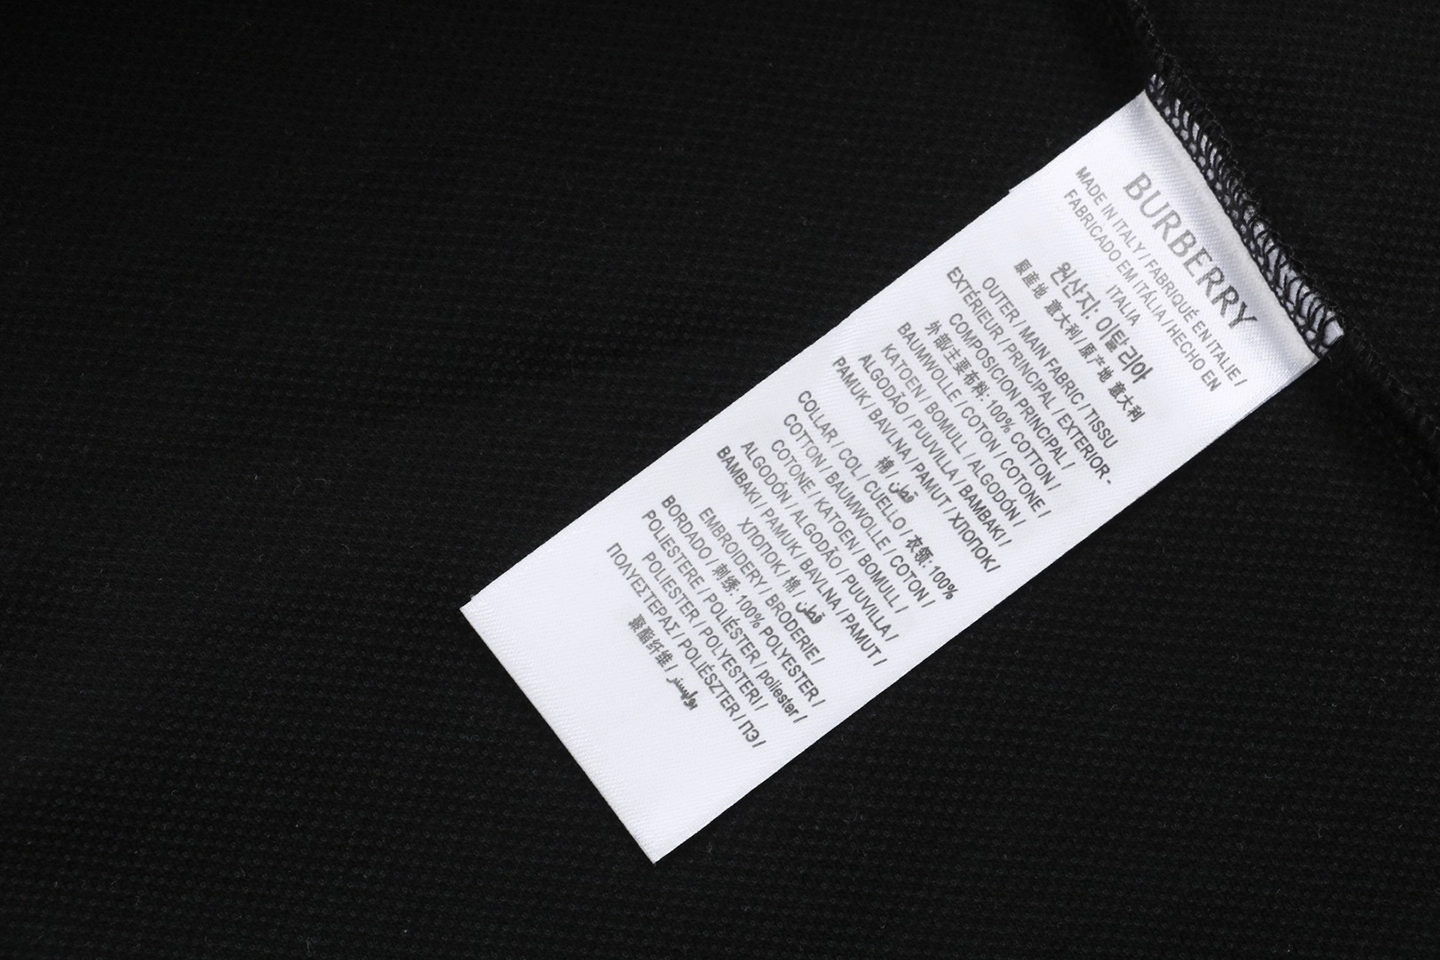 BURBERRY
MADE IN ITALY / FABRIQUÉ EN ITALIE /
FABRICADO EM ITÁLIA / HECHO EN
ITALIA
원산지: 이탈리아
原産地 意大利 / 原产地 意大利
OUTER / MAIN FABRIC / TISSU
EXTÉRIEUR / PRINCIPAL / EXTERIOR -
COMPOSICION PRINCIPAL /
外部主要布料: 100% COTTON /
BAUMWOLLE / COTON / COTONE /
KATOEN / BOMULL / ALGODÓN /
ALGODÃO / PUUVILLA / BAMBAKI /
PAMUK / BAVLNA / PAMUT / ХЛОПОК /
棉 / قطن
COLLAR / COL / CUELLO / 衣领: 100%
COTTON / BAUMWOLLE / COTON /
COTONE / KATOEN / BOMULL /
ALGODÓN / ALGODÃO / PUUVILLA /
BAMBAKI / PAMUK / BAVLNA / PAMUT /
ХЛОПОК / 棉 / قطن
EMBROIDERY / BRODERIE /
BORDADO / 刺绣: 100% POLYESTER /
POLIESTERE / POLIÉSTER / poliester /
POLIESTER / POLYESTERI /
ΠΟΛΥΕΣΤΕΡΑΣ / POLIÉSZTER / ПЭ /
聚酯纤维 / بوليستر